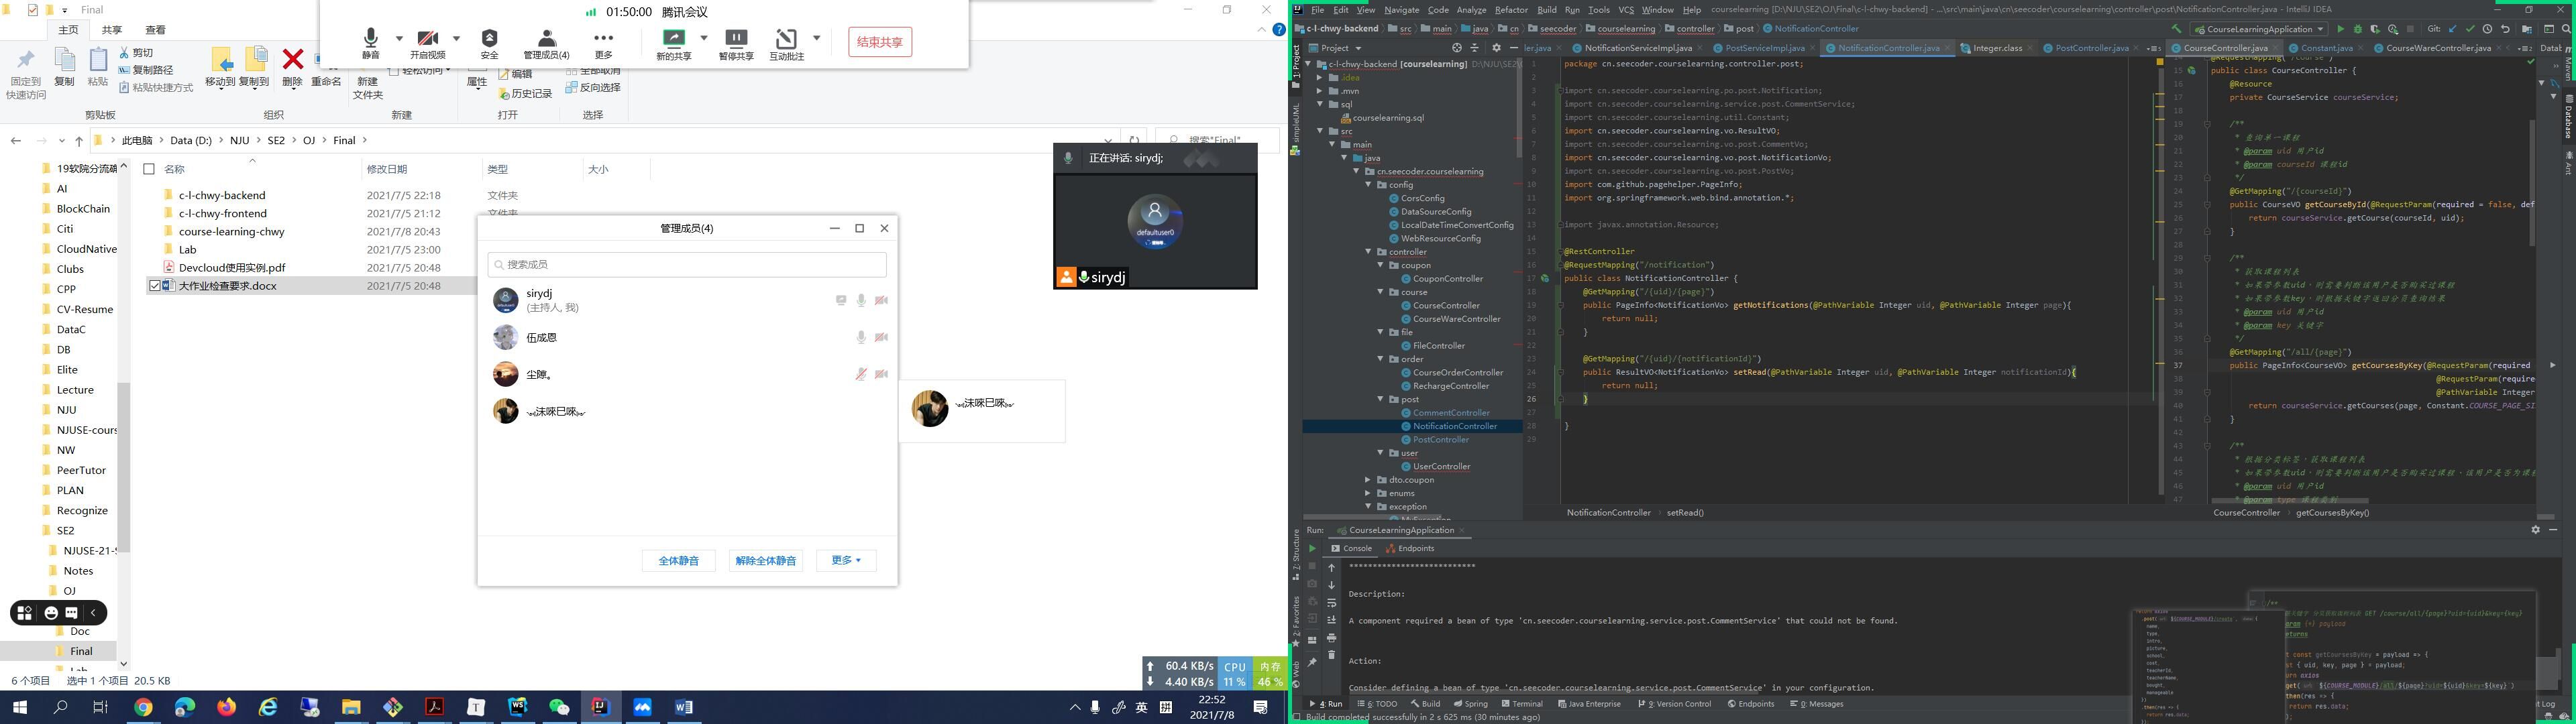 Final
主页
共享
查看
固定到
快速访问
复制
粘贴
剪切
复制路径
粘贴快捷方式
移动到
复制到
删除
重命名
新建
文件夹
属性
编辑
历史记录
反向选择
剪贴板
组织
新建
打开
选择
01:50:00 腾讯会议
静音
开启视频
安全
管理成员(4)
更多
新的共享
暂停共享
互动批注
结束共享
此电脑
Data (D:)
NJU
SE2
OJ
Final
搜索"Final"
名称
修改日期
类型
大小
c-l-chwy-backend 2021/7/5 22:18 文件夹
c-l-chwy-frontend 2021/7/5 21:12 文件夹
course-learning-chwy 2021/7/8 20:43
Lab 2021/7/5 23:00
Devcloud使用实例.pdf 2021/7/5 20:48
大作业检查要求.docx 2021/7/5 20:48
19软院分流确
AI
BlockChain
Citi
CloudNative
Clubs
CPP
CV-Resume
DataC
DB
Elite
Lecture
NJU
NJUSE-cours
NW
PeerTutor
PLAN
Recognize
SE2
NJUSE-21-S
Notes
OJ
Doc
Final
6 个项目
选中 1 个项目 20.5 KB
管理成员(4)
搜索成员
sirydj
(主持人, 我)
伍成恩
尘隙。
沫唻巳唻
全体静音
解除全体静音
更多
沫唻巳唻
正在讲话: sirydj;
defaultuser0
sirydj
60.4 KB/s
4.40 KB/s
CPU
11 %
内存
46 %
英
拼
22:52
2021/7/8
File Edit View Navigate Code Analyze Refactor Build Run Tools VCS Window Help
courselearning [D:\NJU\SE2\OJ\Final\c-l-chwy-backend] - ...\src\main\java\cn\seecoder\courselearning\controller\post\NotificationController.java - IntelliJ IDEA
c-l-chwy-backend
src
main
java
cn
seecoder
courselearning
controller
post
NotificationController
CourseLearningApplication
Git:
Project
NotificationServiceImpl.java
PostServiceImpl.java
NotificationController.java
Integer.class
PostController.java
CourseController.java
Constant.java
CourseWareController.java
c-l-chwy-backend [courselearning]
.idea
.mvn
sql
courselearning.sql
src
main
java
cn.seecoder.courselearning
config
CorsConfig
DataSourceConfig
LocalDateTimeConvertConfig
WebResourceConfig
controller
coupon
CouponController
course
CourseController
CourseWareController
file
FileController
order
CourseOrderController
RechargeController
post
CommentController
NotificationController
PostController
user
UserController
dto.coupon
enums
exception
package cn.seecoder.courselearning.controller.post;
import cn.seecoder.courselearning.po.post.Notification;
import cn.seecoder.courselearning.service.post.CommentService;
import cn.seecoder.courselearning.util.Constant;
import cn.seecoder.courselearning.vo.ResultVO;
import cn.seecoder.courselearning.vo.post.CommentVo;
import cn.seecoder.courselearning.vo.post.NotificationVo;
import cn.seecoder.courselearning.vo.post.PostVo;
import com.github.pagehelper.PageInfo;
import org.springframework.web.bind.annotation.*;
import javax.annotation.Resource;
@RestController
@RequestMapping("/notification")
public class NotificationController {
@GetMapping("/{uid}/{page}")
public PageInfo<NotificationVo> getNotifications(@PathVariable Integer uid, @PathVariable Integer page){
return null;
}
@GetMapping("/{uid}/{notificationId}")
public ResultVO<NotificationVo> setRead(@PathVariable Integer uid, @PathVariable Integer notificationId){
return null;
}
}
NotificationController
setRead()
public class CourseController {
@Resource
private CourseService courseService;
/**
* 查询单一课程
* @param uid 用户id
* @param courseId 课程id
*/
@GetMapping("/{courseId}")
public CourseVO getCourseById(@RequestParam(required = false, def
return courseService.getCourse(courseId, uid);
}
/**
* 获取课程列表
* 如果带参数uid，则需要判断该用户是否购买过课程
* 如果带参数key，则根据关键字返回分页查询结果
* @param uid 用户id
* @param key 关键字
*/
@GetMapping("/all/{page}")
public PageInfo<CourseVO> getCoursesByKey(@RequestParam(required
@RequestParam(require
@PathVariable Integer
return courseService.getCourses(page, Constant.COURSE_PAGE_SI
}
/**
* 根据分类标签，获取课程列表
* 如果带参数uid，则需要判断该用户是否购买过课程，该用户是否为课程
* @param uid 用户id
* @param type 课程类别
CourseController
getCoursesByKey()
Run:
CourseLearningApplication
Console
Endpoints
***************************
Description:
A component required a bean of type 'cn.seecoder.courselearning.service.post.CommentService' that could not be found.
Action:
Consider defining a bean of type 'cn.seecoder.courselearning.service.post.CommentService' in your configuration.
4: Run
6: TODO
Build
Spring
Terminal
Java Enterprise
9: Version Control
Endpoints
0: Messages
Build completed successfully in 2 s 625 ms (30 minutes ago)